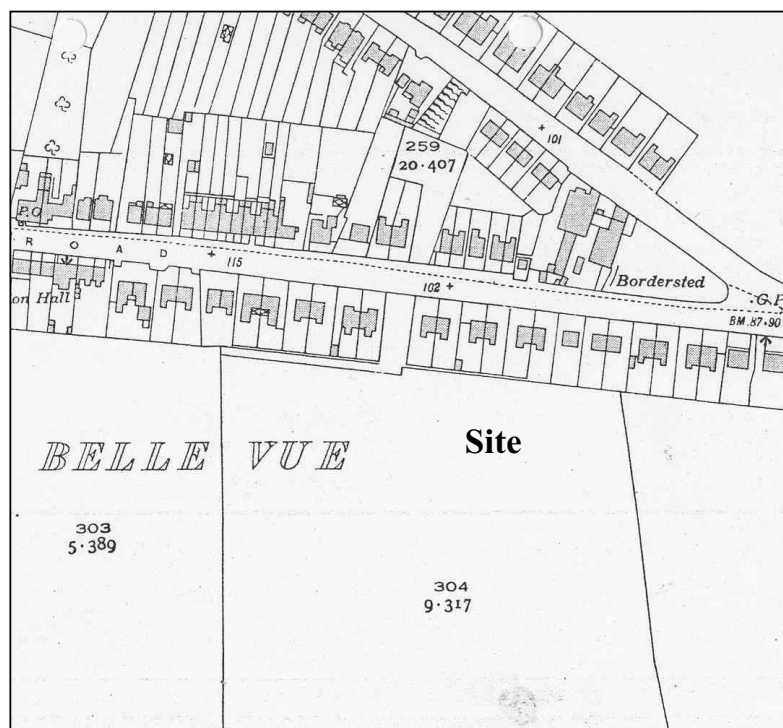 101
259
20·407
P.O
R O A D
115
Bordersted
102
G.P
on Hall
BM.87·90
Site
BELLE VUE
303
5·389
304
9·317